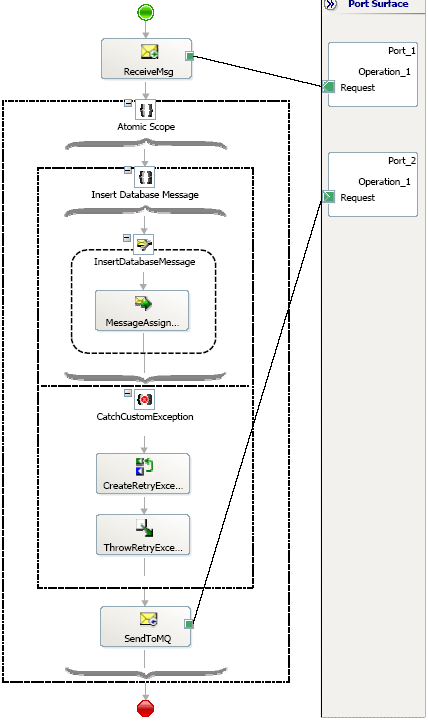 Port Surface
ReceiveMsg
Port_1
Operation_1
Request
Atomic Scope
Port_2
Operation_1
Request
Insert Database Message
InsertDatabaseMessage
MessageAssign...
CatchCustomException
CreateRetryExce...
ThrowRetryExce...
SendToMQ